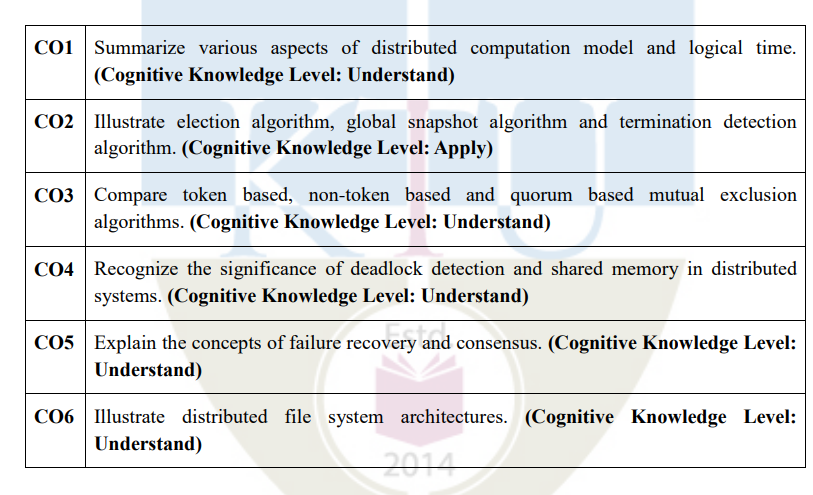 CO1 Summarize various aspects of distributed computation model and logical time.
(Cognitive Knowledge Level: Understand)
CO2 Illustrate election algorithm, global snapshot algorithm and termination detection
algorithm. (Cognitive Knowledge Level: Apply)
CO3 Compare token based, non-token based and quorum based mutual exclusion
algorithms. (Cognitive Knowledge Level: Understand)
CO4 Recognize the significance of deadlock detection and shared memory in distributed
systems. (Cognitive Knowledge Level: Understand)
Estd
CO5 Explain the concepts of failure recovery and consensus. (Cognitive Knowledge Level:
Understand)
CO6 Illustrate distributed file system architectures. (Cognitive Knowledge Level:
Understand)
2014
KTU